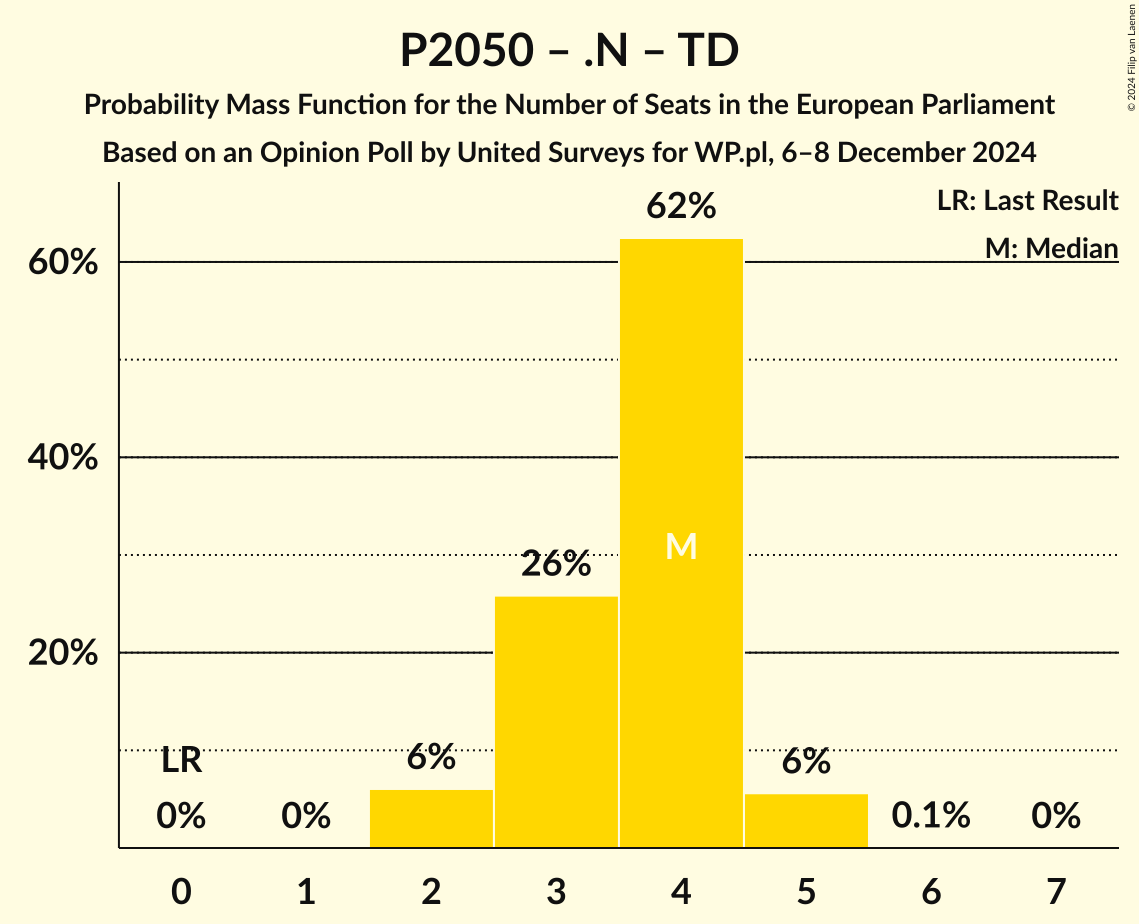 P2050 – .N – TD
Probability Mass Function for the Number of Seats in the European Parliament
Based on an Opinion Poll by United Surveys for WP.pl, 6–8 December 2024
© 2024 Filip van Laenen
LR: Last Result
M: Median
62%
60%
40%
M
26%
20%
LR
6%
6%
0%
0%
0.1%
0%
0 1 2 3 4 5 6 7